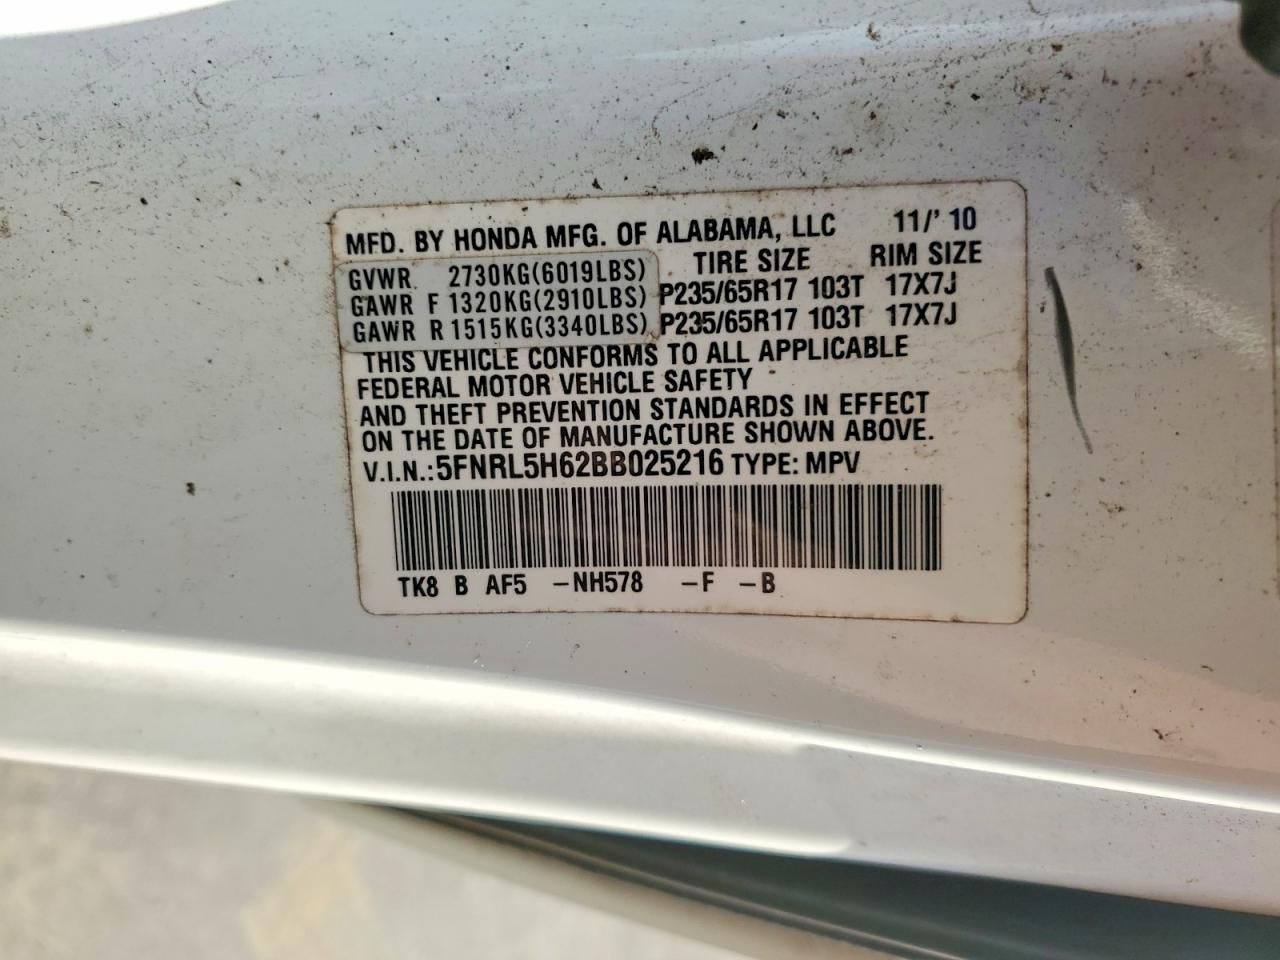 MFD. BY HONDA MFG. OF ALABAMA, LLC 11/' 10
GVWR 2730KG(6019LBS) TIRE SIZE RIM SIZE
GAWR F 1320KG(2910LBS) P235/65R17 103T 17X7J
GAWR R 1515KG(3340LBS) P235/65R17 103T 17X7J
THIS VEHICLE CONFORMS TO ALL APPLICABLE
FEDERAL MOTOR VEHICLE SAFETY
AND THEFT PREVENTION STANDARDS IN EFFECT
ON THE DATE OF MANUFACTURE SHOWN ABOVE.
V.I.N.: 5FNRL5H62BB025216 TYPE: MPV
TK8 B AF5 -NH578 -F -B